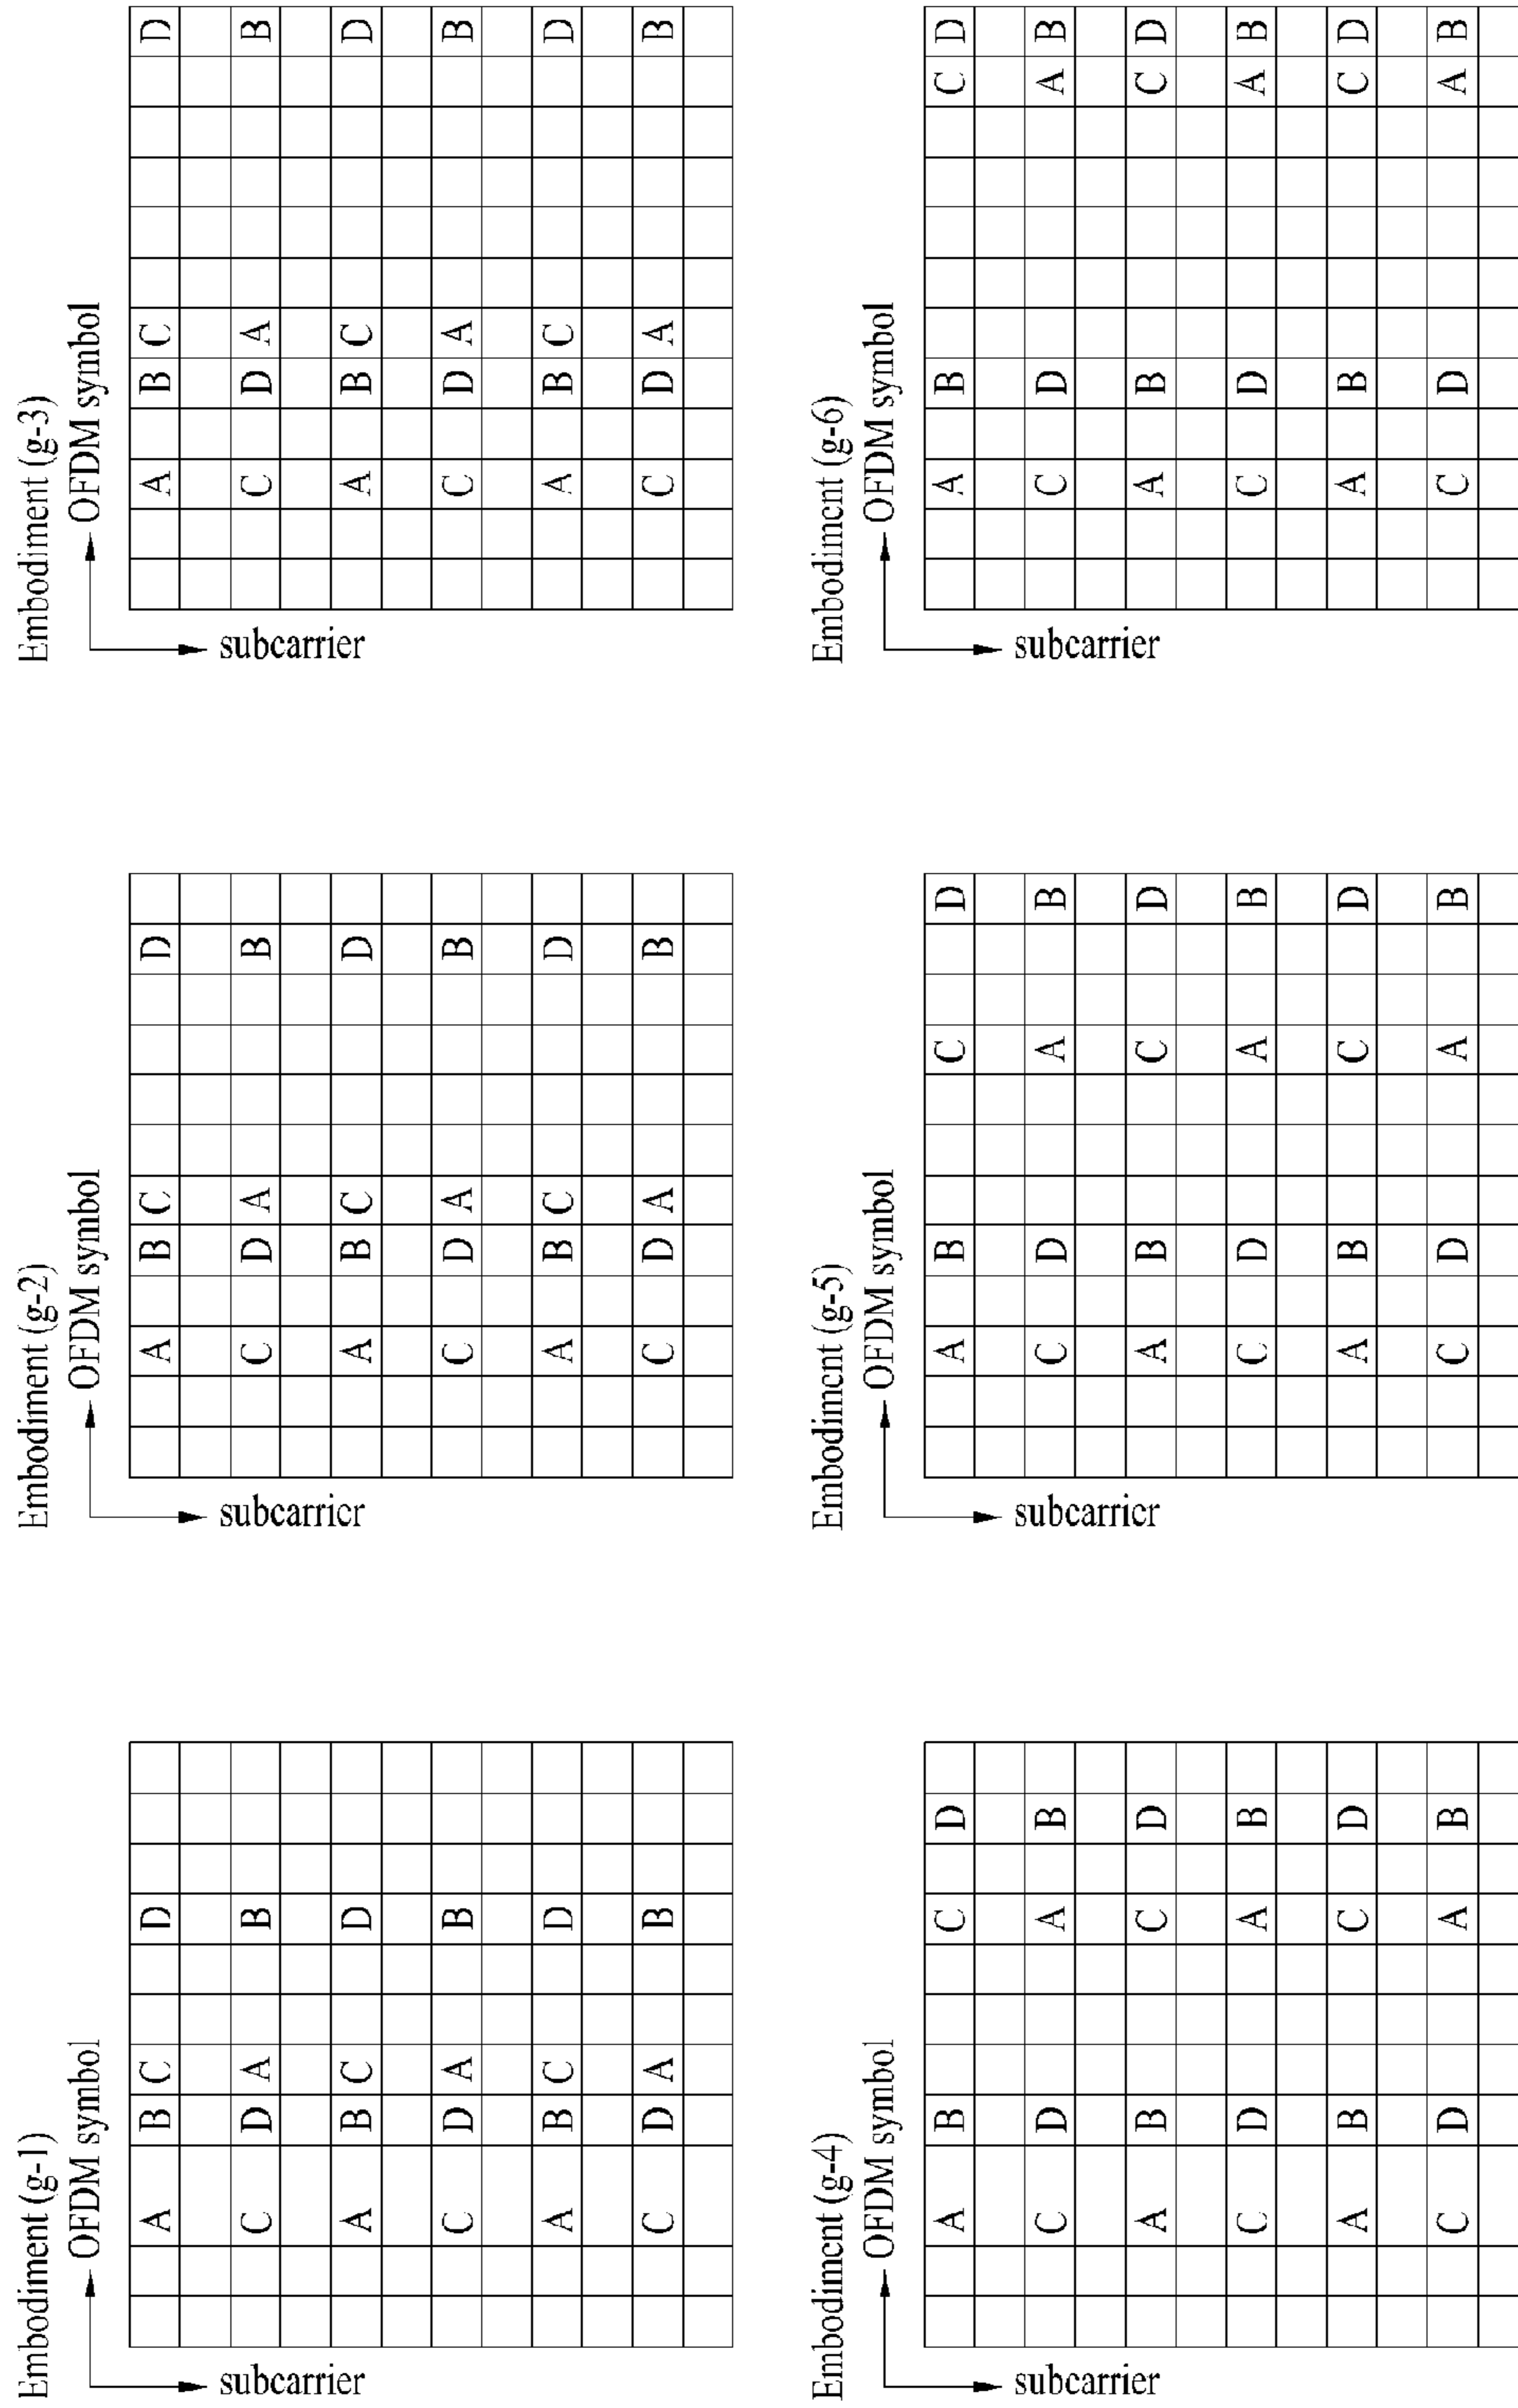 Embodiment (g-1)
OFDM symbol
subcarrier
A B C D
C D A B
A B C D
C D A B
A B C D
C D A B
Embodiment (g-2)
OFDM symbol
subcarrier
A B C D
C D A B
A B C D
C D A B
A B C D
C D A B
Embodiment (g-3)
OFDM symbol
subcarrier
A B C D
C D A B
A B C D
C D A B
A B C D
C D A B
Embodiment (g-4)
OFDM symbol
subcarrier
A B C D
C D A B
A B C D
C D A B
A B C D
C D A B
Embodiment (g-5)
OFDM symbol
subcarrier
A B C D
C D A B
A B C D
C D A B
A B C D
C D A B
Embodiment (g-6)
OFDM symbol
subcarrier
A B C D
C D A B
A B C D
C D A B
A B C D
C D A B